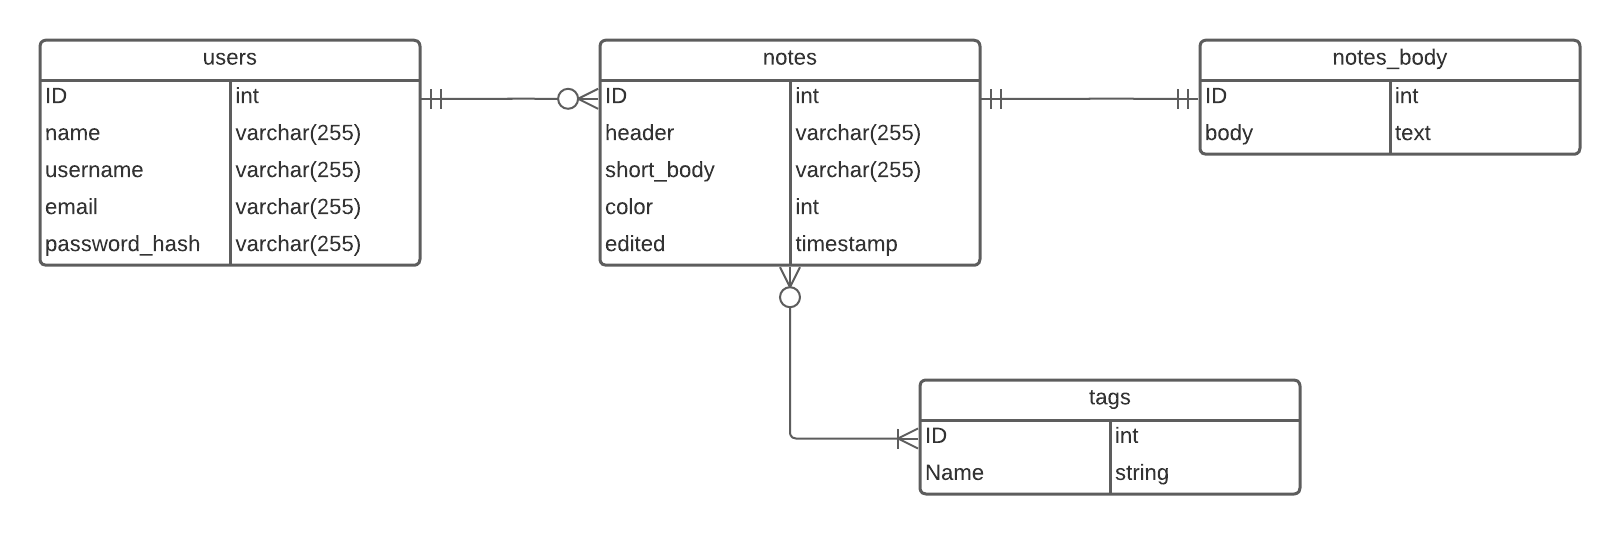 users
ID int
name varchar(255)
username varchar(255)
email varchar(255)
password_hash varchar(255)
notes
ID int
header varchar(255)
short_body varchar(255)
color int
edited timestamp
notes_body
ID int
body text
tags
ID int
Name string